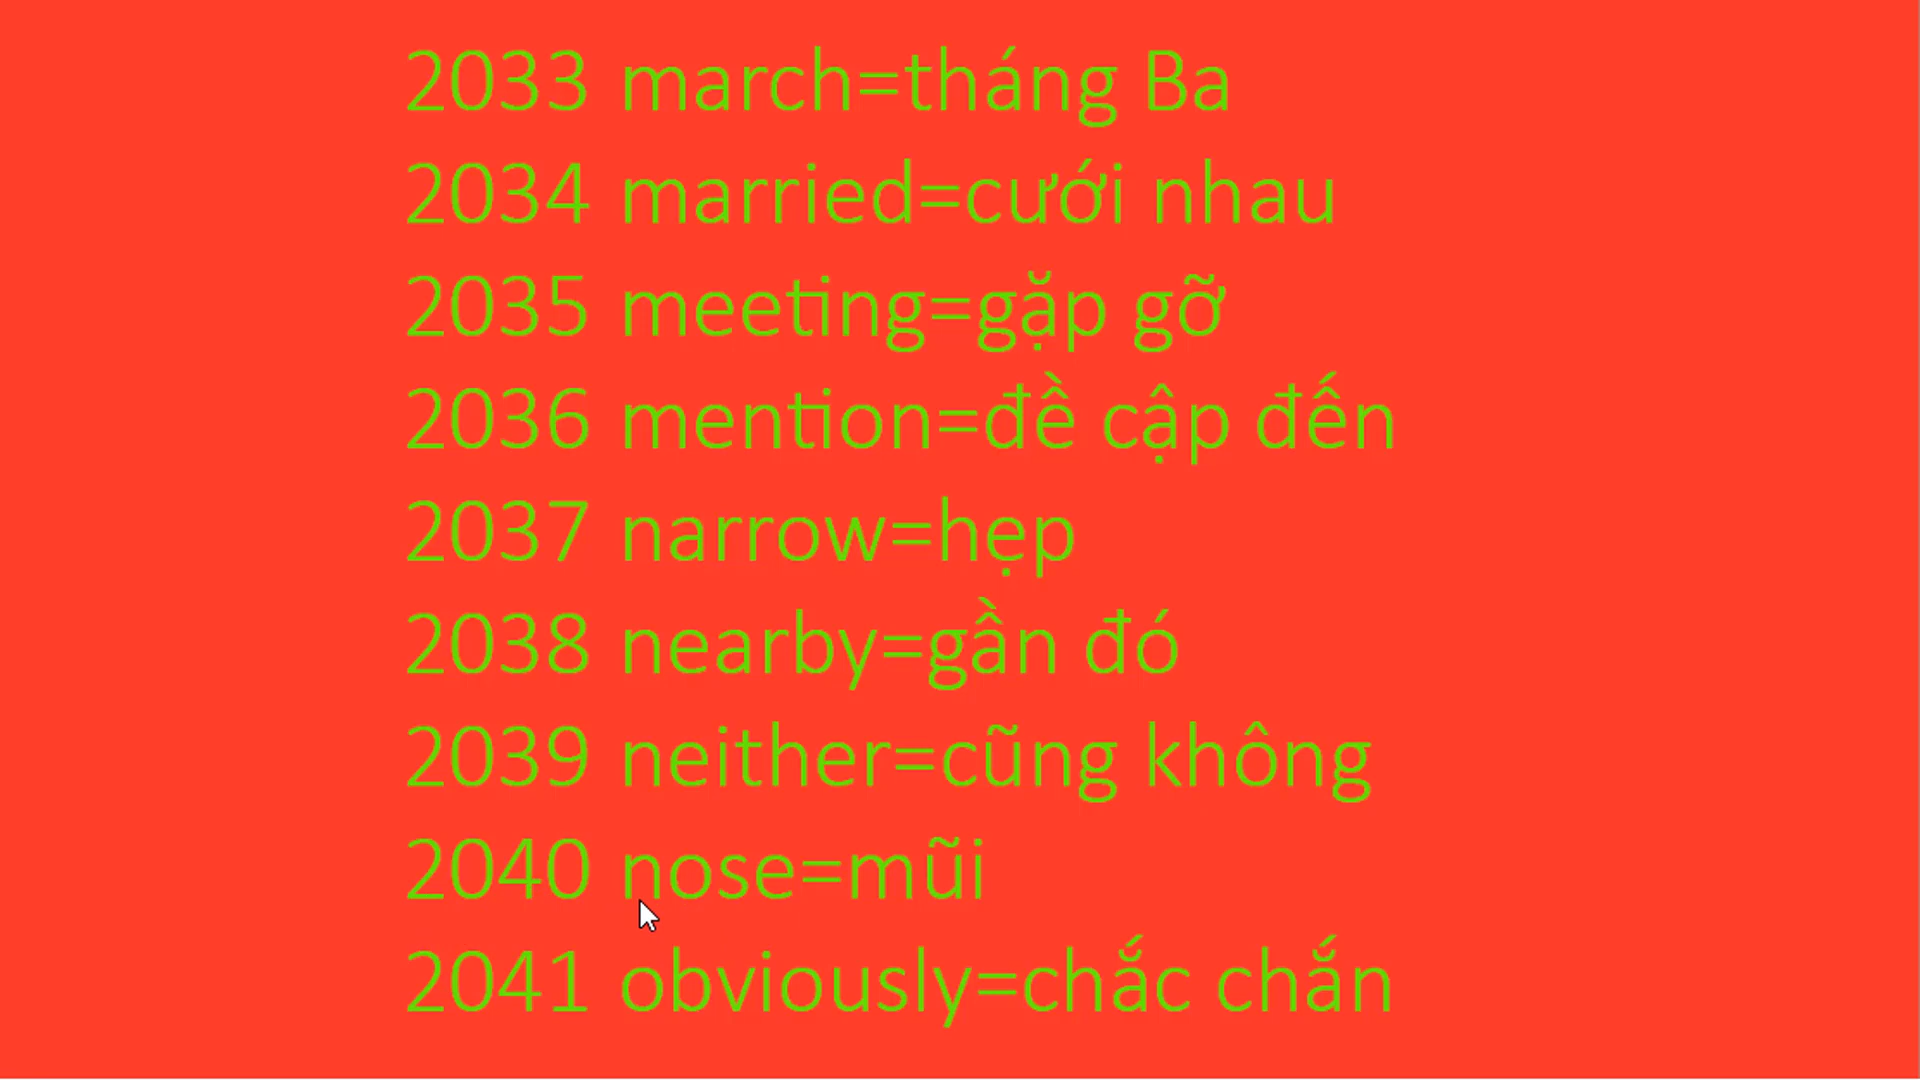 2033 march=tháng Ba
2034 married=cưới nhau
2035 meeting=gặp gỡ
2036 mention=đề cập đến
2037 narrow=hẹp
2038 nearby=gần đó
2039 neither=cũng không
2040 nose=mũi
2041 obviously=chắc chắn